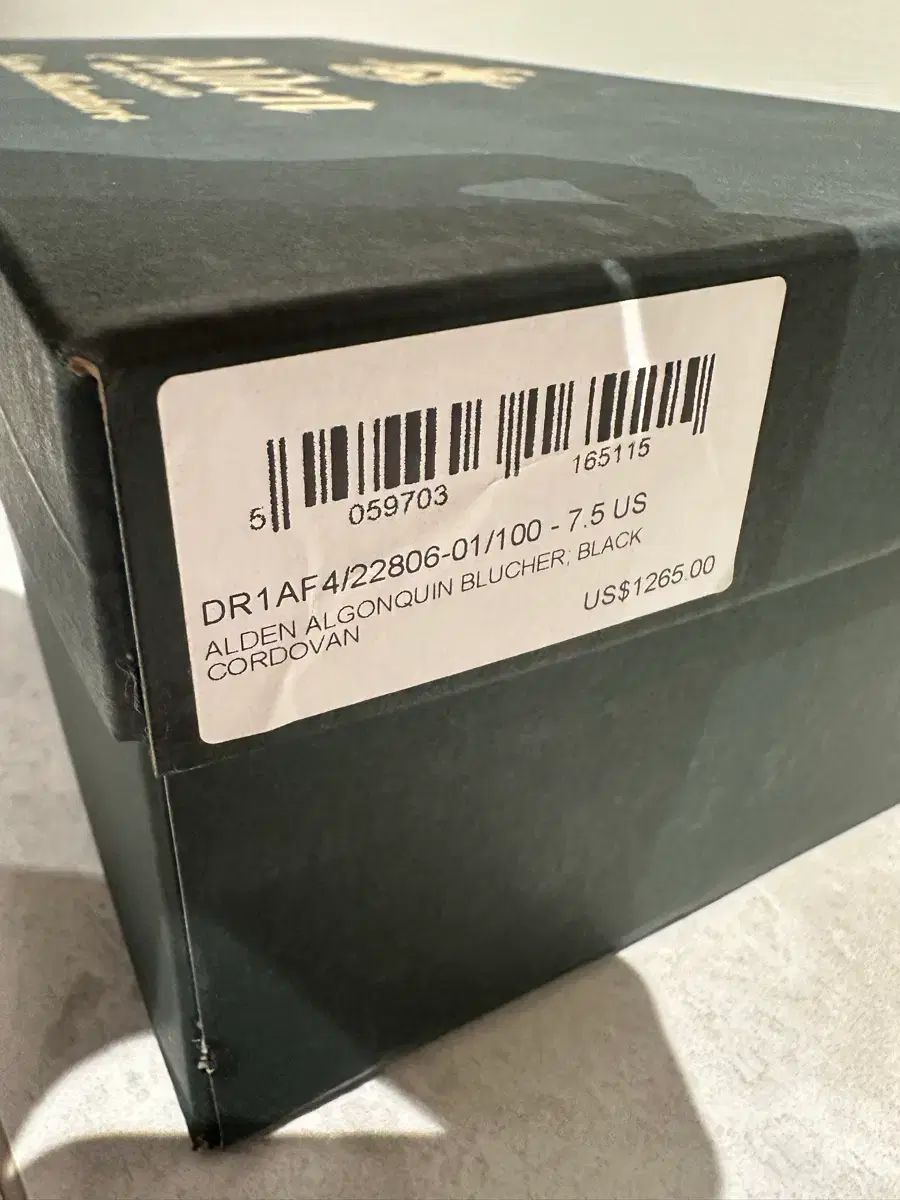 5 059703 165115
DR1AF4/22806-01/100 - 7.5 US
ALDEN ALGONQUIN BLUCHER; BLACK
CORDOVAN
US$1265.00